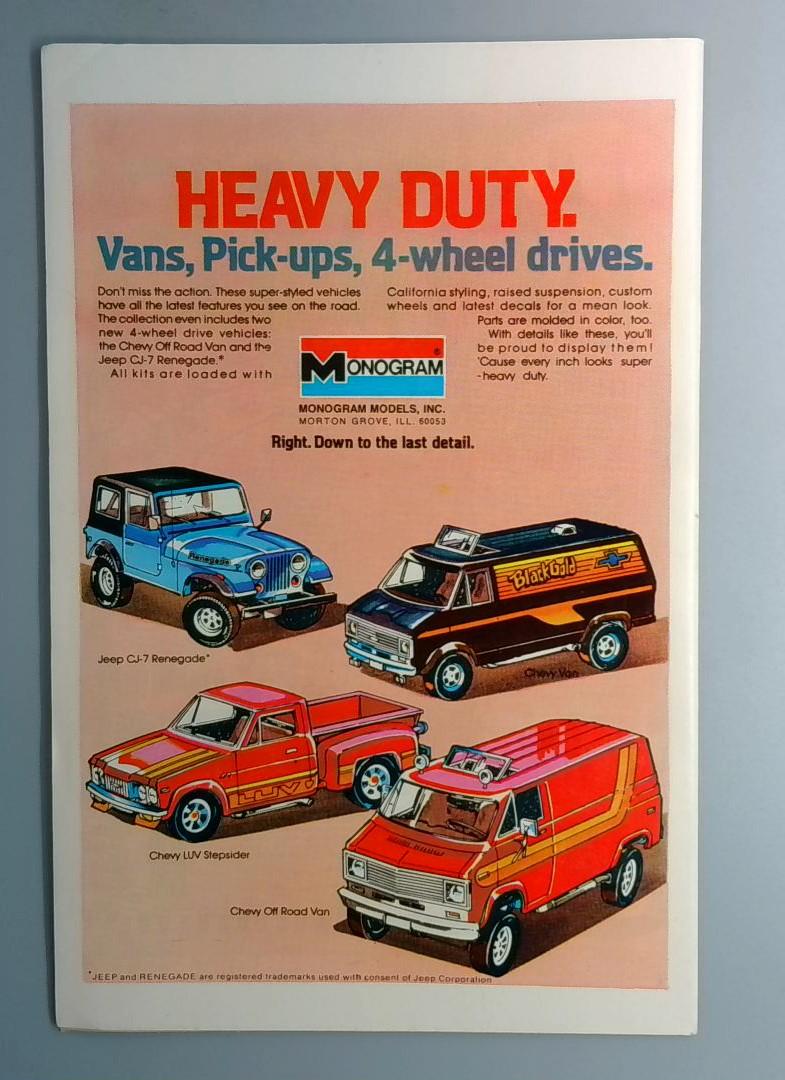 HEAVY DUTY.
Vans, Pick-ups, 4-wheel drives.
Don't miss the action. These super-styled vehicles
have all the latest features you see on the road.
The collection even includes two
new 4-wheel drive vehicles:
the Chevy Off Road Van and the
Jeep CJ-7 Renegade.*
All kits are loaded with
California styling, raised suspension, custom
wheels and latest decals for a mean look.
Parts are molded in color, too.
With details like these, you'll
be proud to display them!
'Cause every inch looks super
-heavy duty.
MONOGRAM®
MONOGRAM MODELS, INC.
MORTON GROVE, ILL. 60053
Right. Down to the last detail.
Renegade
Jeep CJ-7 Renegade*
Black Gold
Chevy Van
LUV
Chevy LUV Stepsider
Chevy Off Road Van
*JEEP and RENEGADE are registered trademarks used with consent of Jeep Corporation